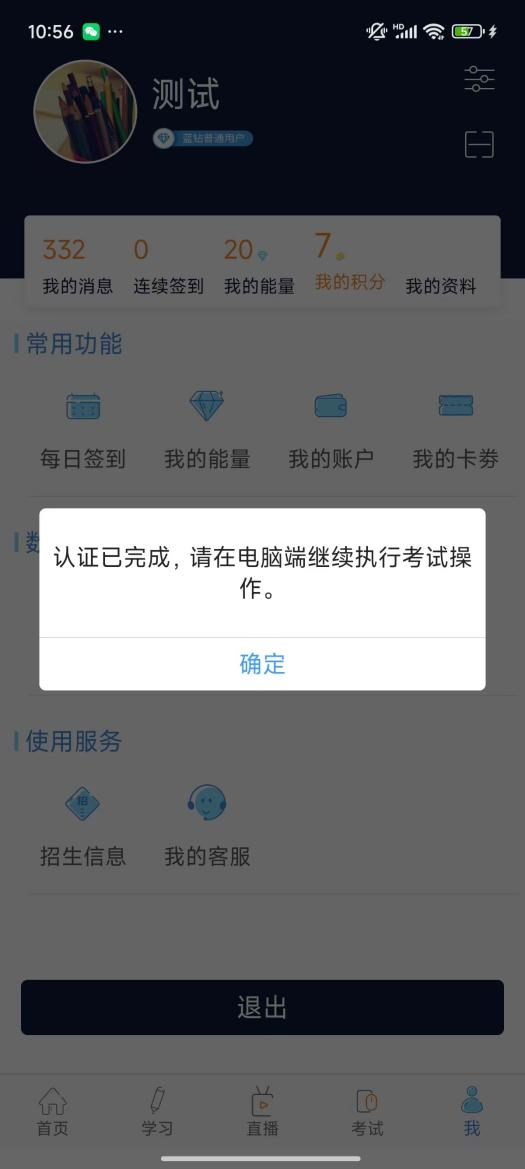 10:56
HD
57
测试
蓝钻普通用户
332
0
20
7
我的消息
连续签到
我的能量
我的积分
我的资料
常用功能
每日签到
我的能量
我的账户
我的卡劵
数
认证已完成，请在电脑端继续执行考试操
作。
确定
使用服务
招
招生信息
我的客服
退出
首页
学习
直播
考试
我